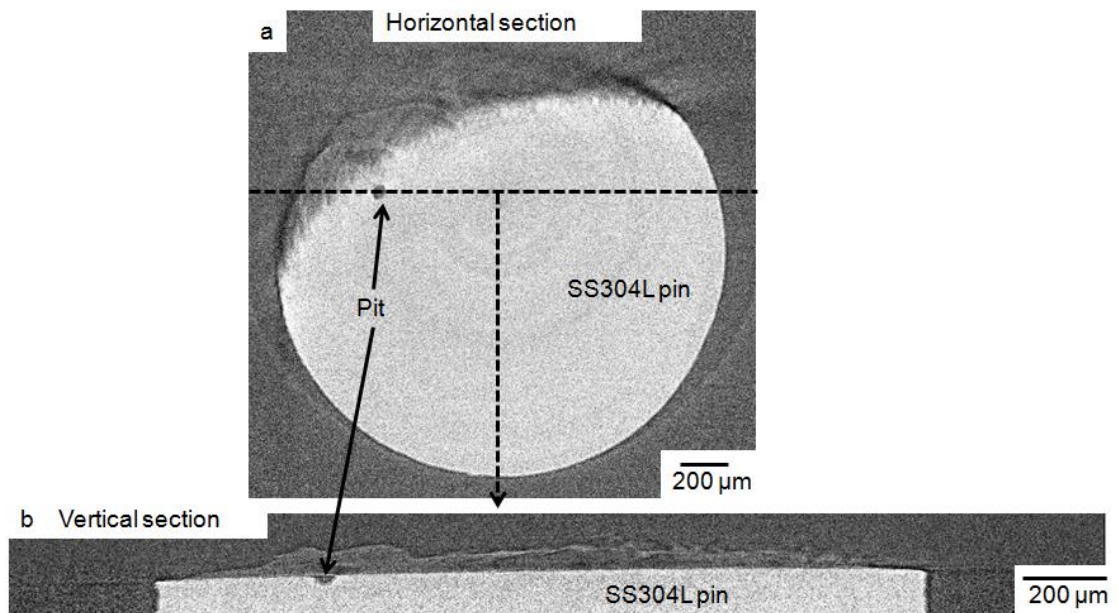 Horizontal section
a
Pit
SS304L pin
200 µm
b Vertical section
SS304L pin
200 µm